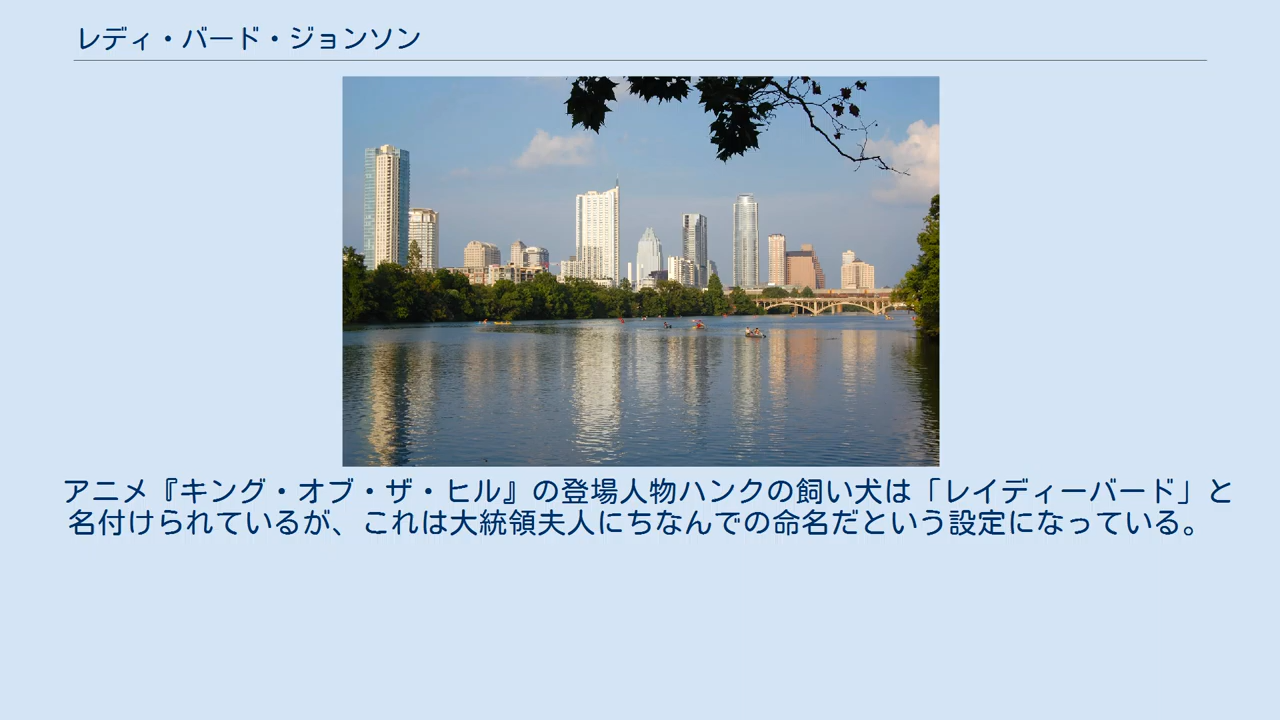 レディ・バード・ジョンソン
アニメ『キング・オブ・ザ・ヒル』の登場人物ハンクの飼い犬は「レイディーバード」と
名付けられているが、これは大統領夫人にちなんでの命名だという設定になっている。